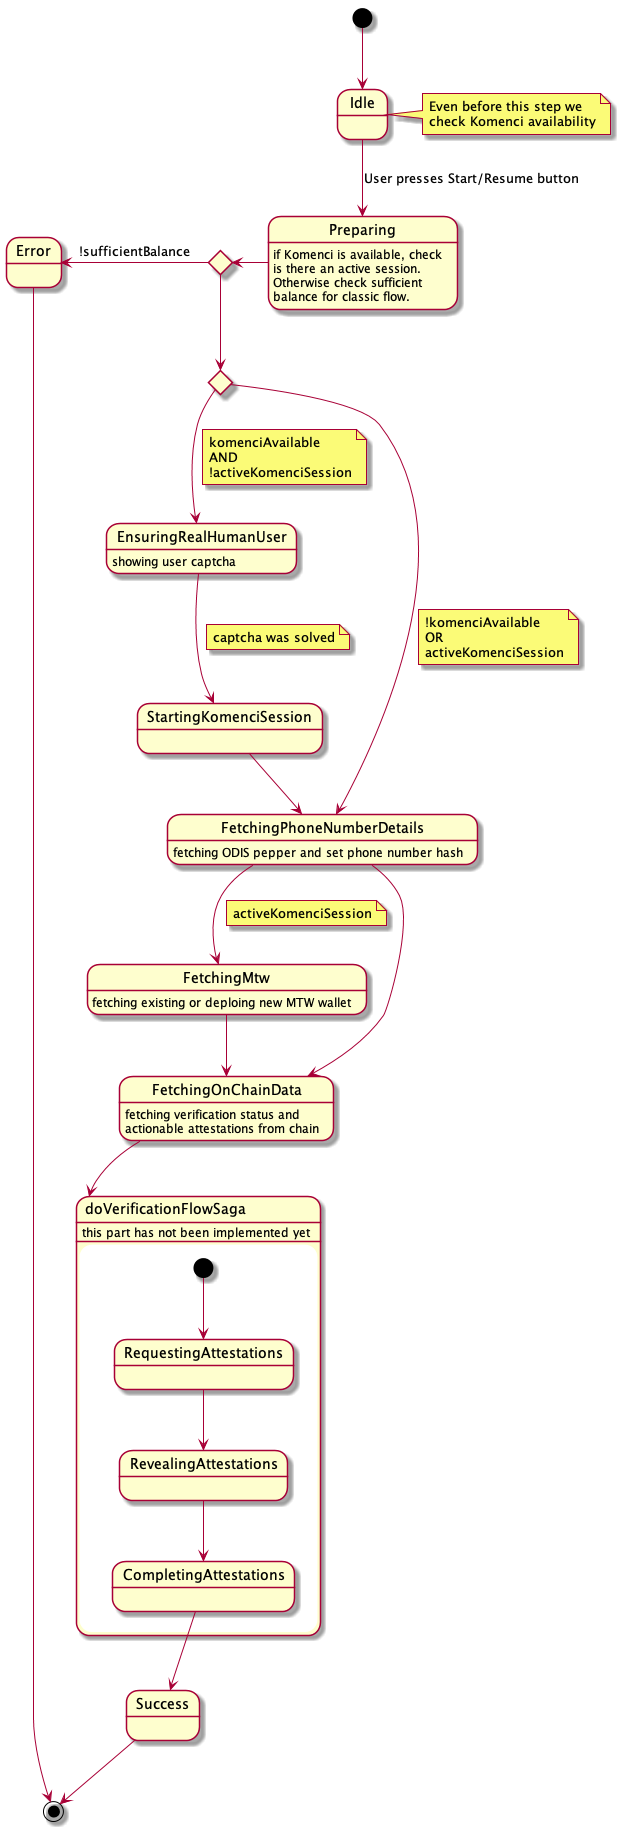 Idle
Even before this step we
check Komenci availability
User presses Start/Resume button
Preparing
if Komenci is available, check
is there an active session.
Otherwise check sufficient
balance for classic flow.
!sufficientBalance
Error
komenciAvailable
AND
!activeKomenciSession
EnsuringRealHumanUser
showing user captcha
!komenciAvailable
OR
activeKomenciSession
captcha was solved
StartingKomenciSession
FetchingPhoneNumberDetails
fetching ODIS pepper and set phone number hash
activeKomenciSession
FetchingMtw
fetching existing or deploing new MTW wallet
FetchingOnChainData
fetching verification status and
actionable attestations from chain
doVerificationFlowSaga
this part has not been implemented yet
RequestingAttestations
RevealingAttestations
CompletingAttestations
Success